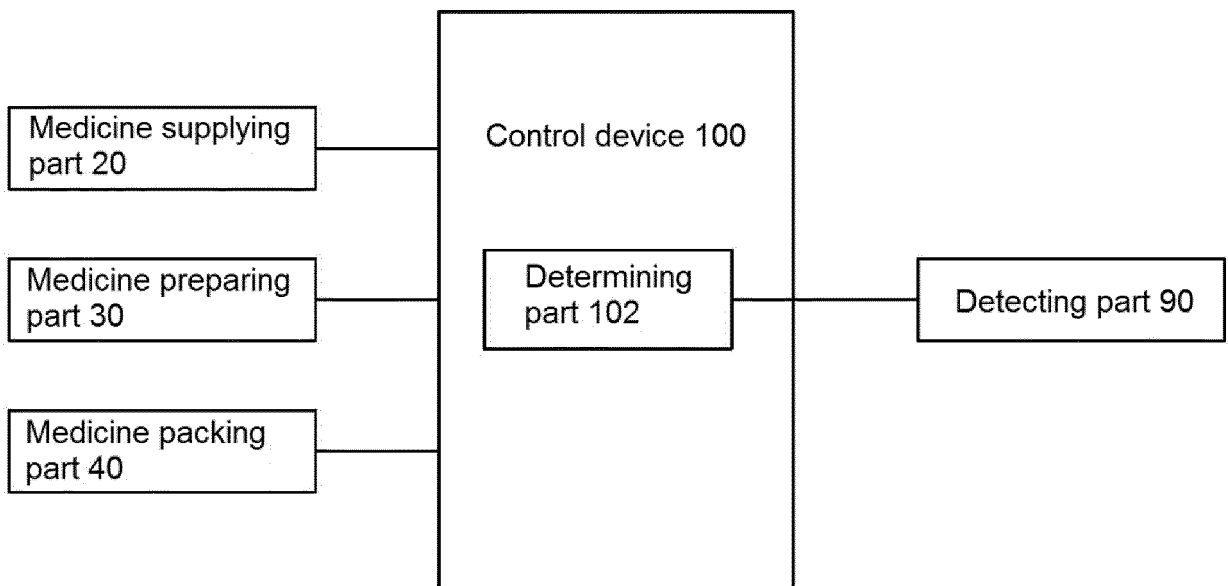 Medicine supplying
part 20
Control device 100
Medicine preparing
part 30
Determining
part 102
Detecting part 90
Medicine packing
part 40